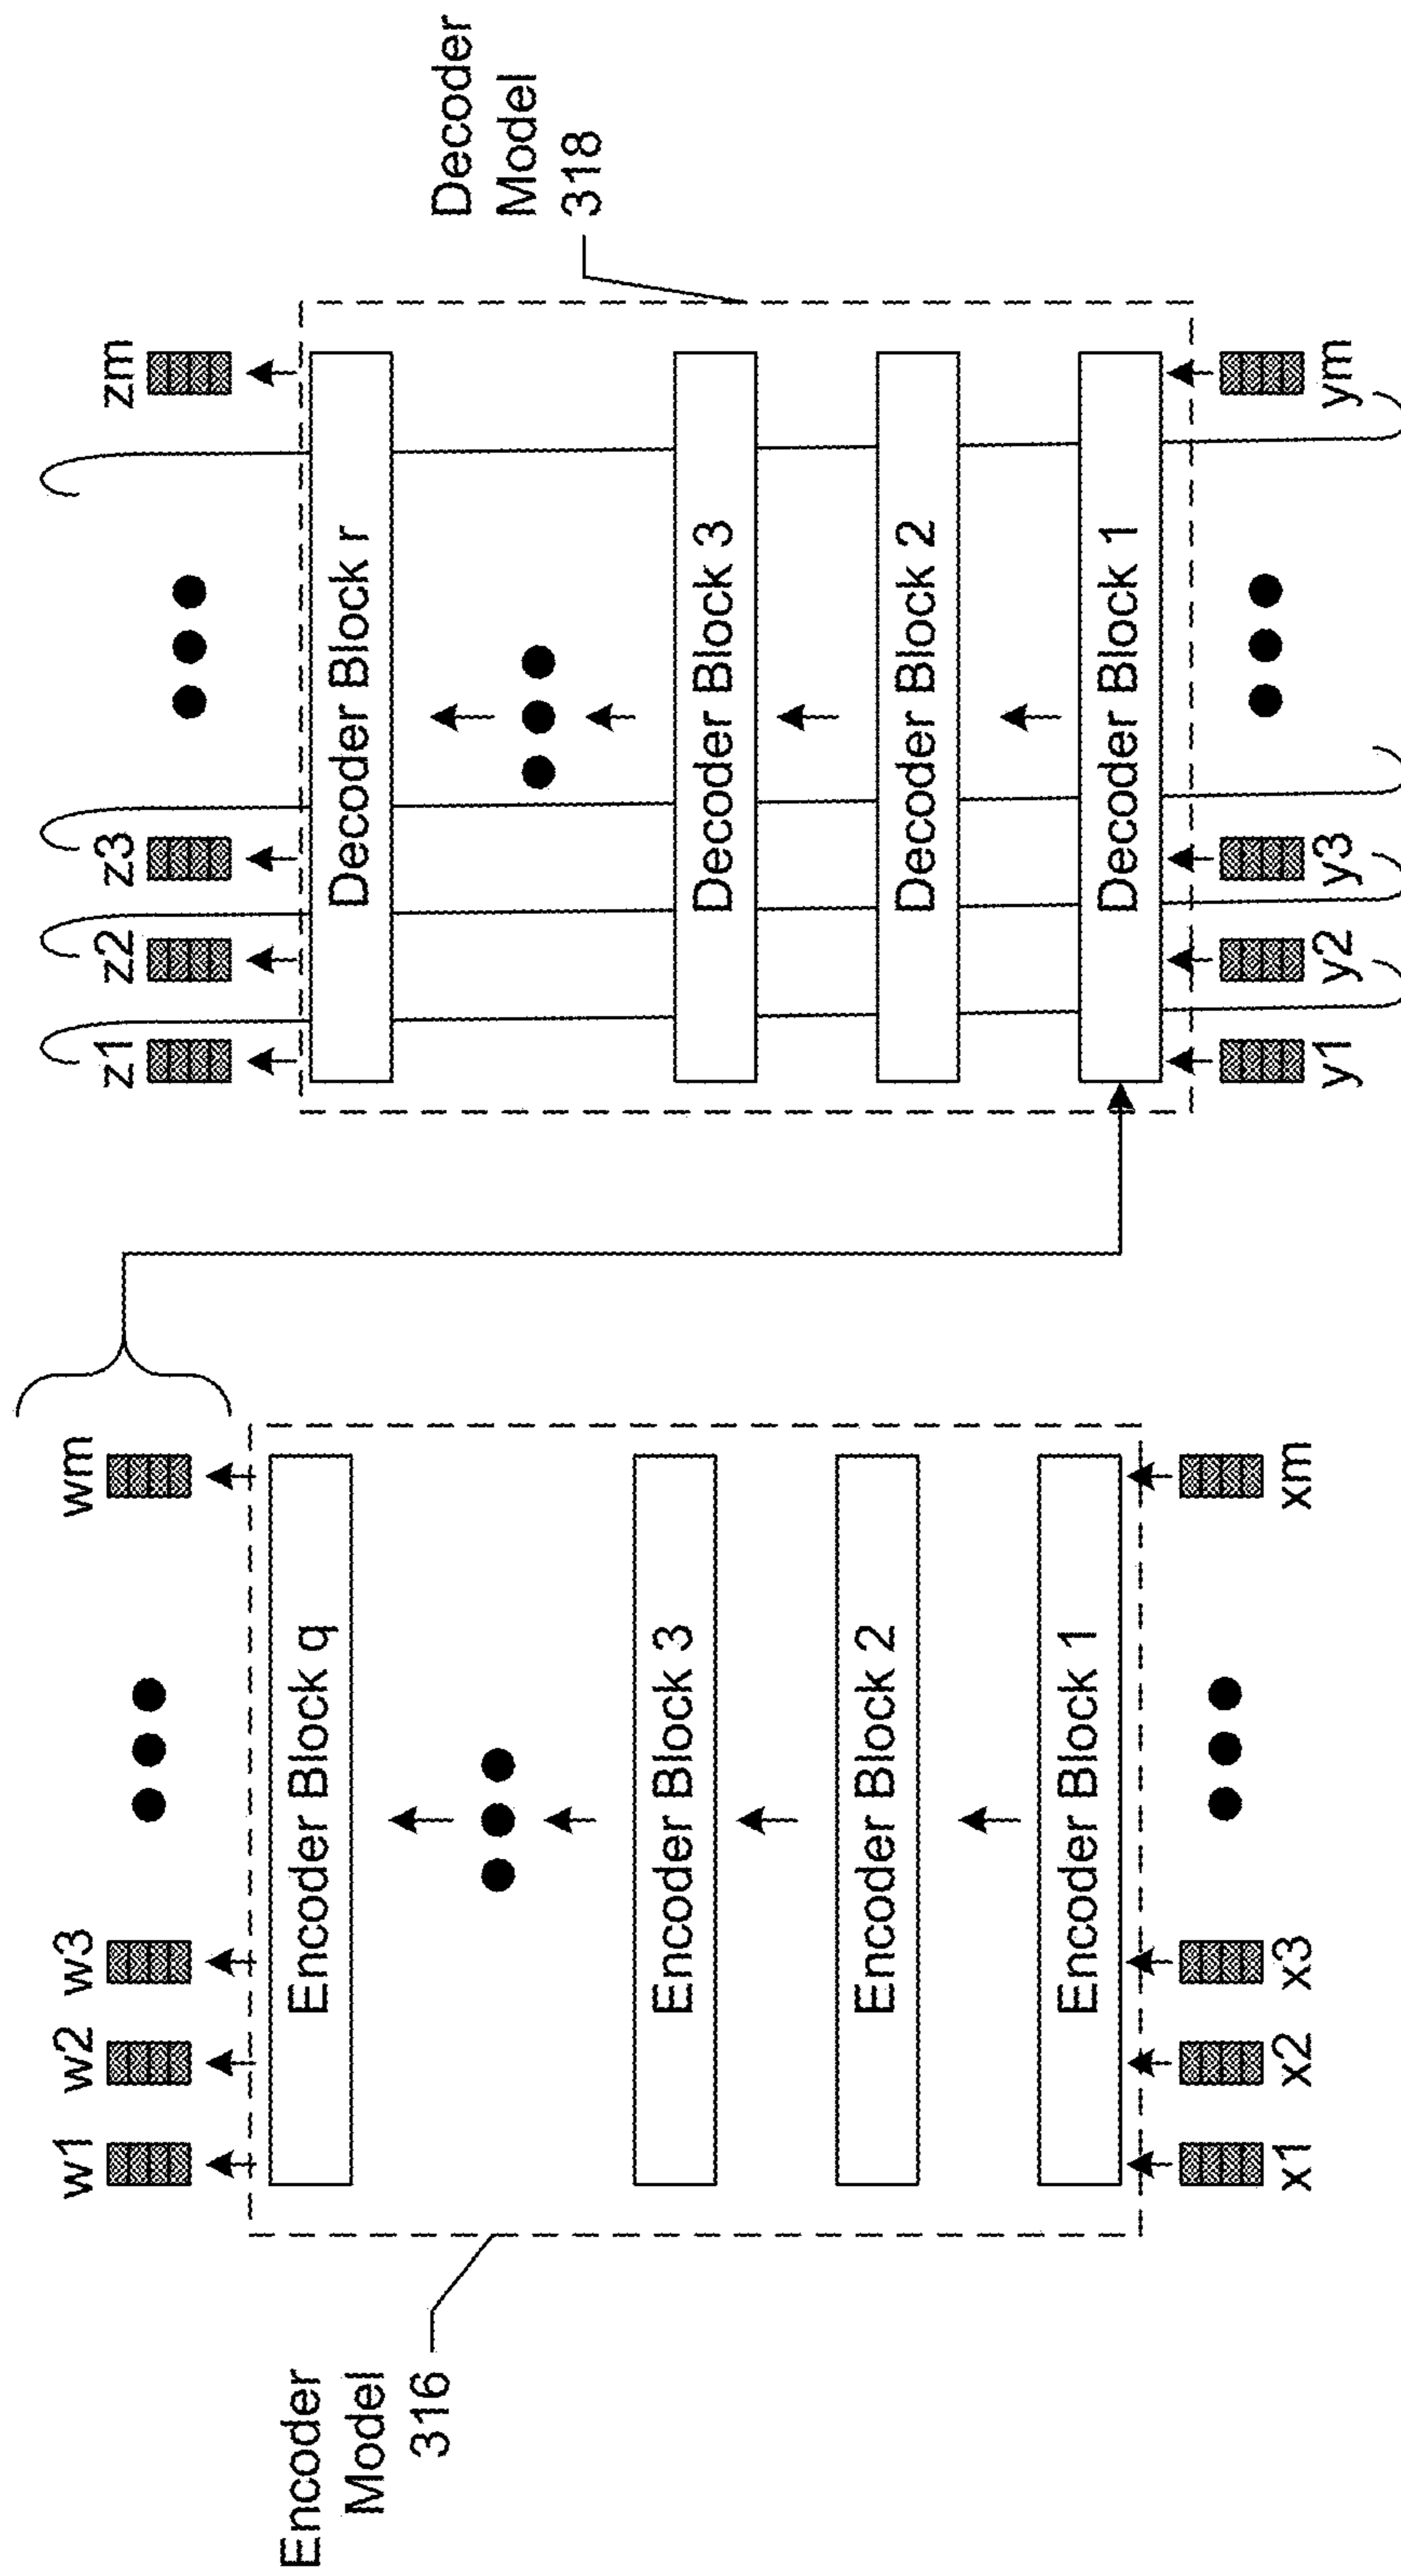 Encoder
Model
316
w1 w2 w3 wm
Encoder Block q
Encoder Block 3
Encoder Block 2
Encoder Block 1
x1 x2 x3 xm
Decoder
Model
318
z1 z2 z3 zm
Decoder Block r
Decoder Block 3
Decoder Block 2
Decoder Block 1
y1 y2 y3 ym